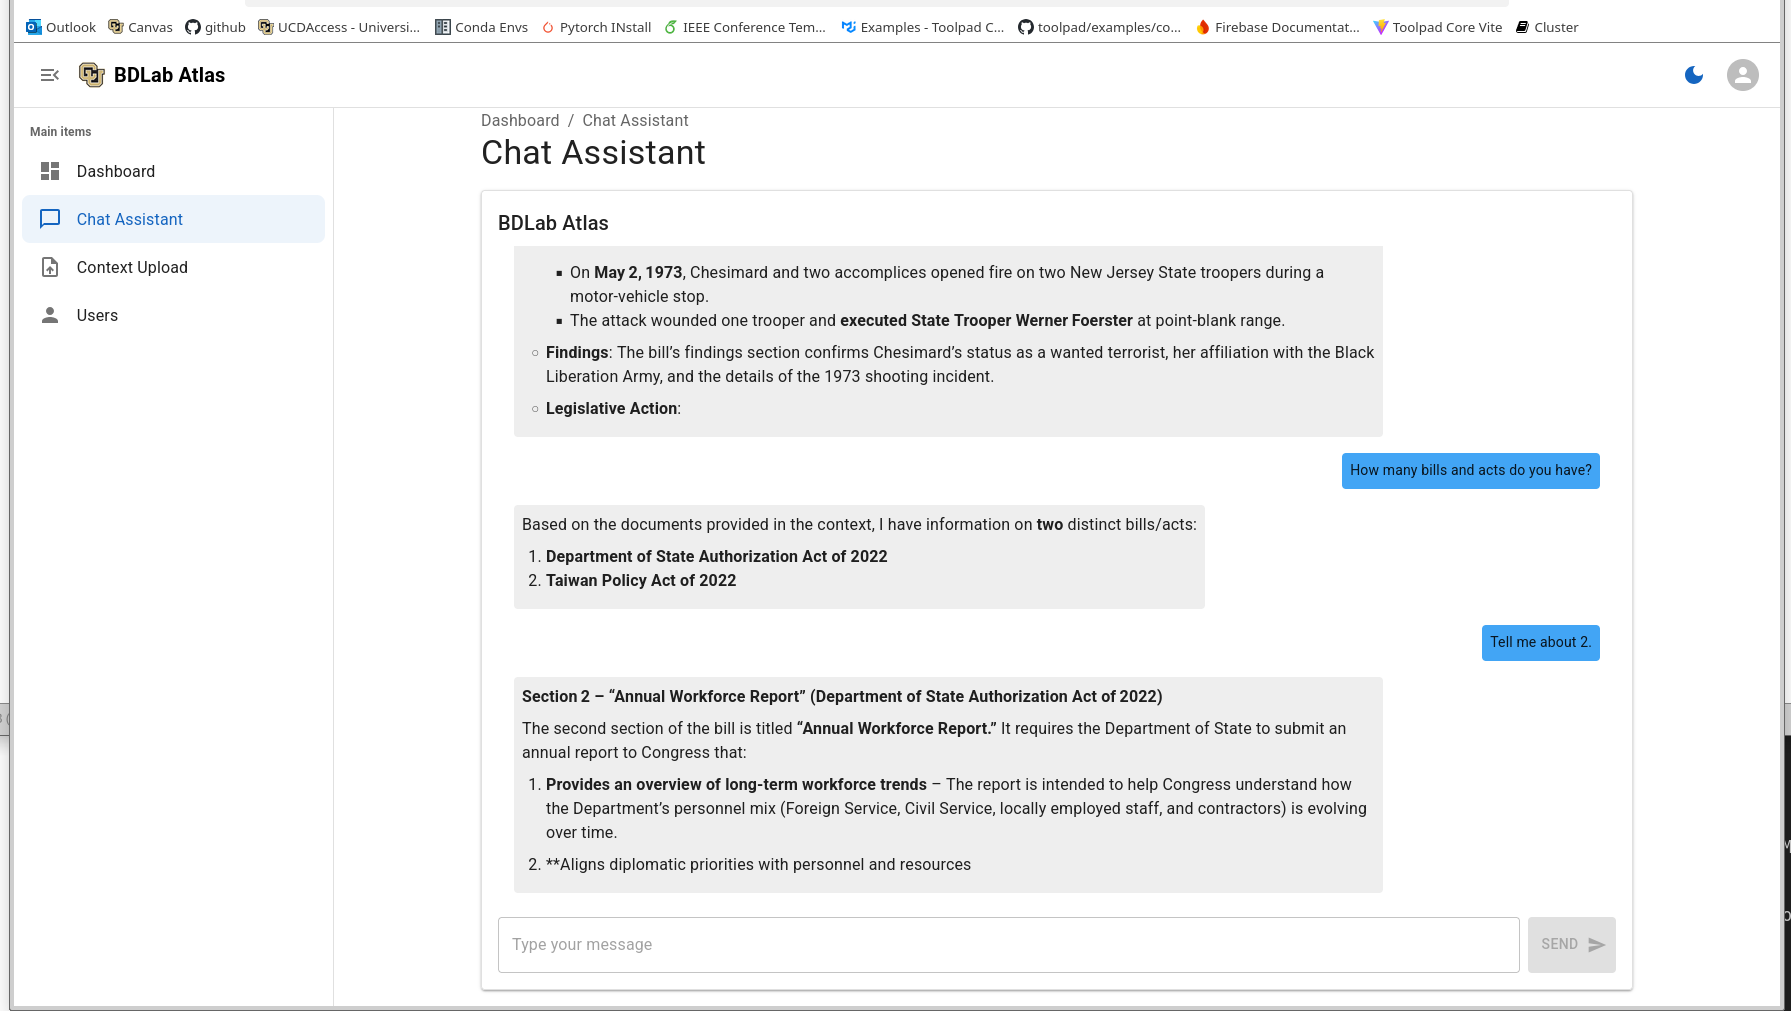 Outlook Canvas github UCDAccess - Universi... Conda Envs Pytorch INstall IEEE Conference Tem... Examples - Toolpad C... toolpad/examples/co... Firebase Documentat... Toolpad Core Vite Cluster
BDLab Atlas
Main items
Dashboard
Chat Assistant
Context Upload
Users
Dashboard / Chat Assistant
Chat Assistant
BDLab Atlas
▪ On May 2, 1973, Chesimard and two accomplices opened fire on two New Jersey State troopers during a
motor-vehicle stop.
▪ The attack wounded one trooper and executed State Trooper Werner Foerster at point-blank range.
○ Findings: The bill’s findings section confirms Chesimard’s status as a wanted terrorist, her affiliation with the Black
Liberation Army, and the details of the 1973 shooting incident.
○ Legislative Action:
How many bills and acts do you have?
Based on the documents provided in the context, I have information on two distinct bills/acts:
1. Department of State Authorization Act of 2022
2. Taiwan Policy Act of 2022
Tell me about 2.
Section 2 – “Annual Workforce Report” (Department of State Authorization Act of 2022)
The second section of the bill is titled “Annual Workforce Report.” It requires the Department of State to submit an
annual report to Congress that:
1. Provides an overview of long-term workforce trends – The report is intended to help Congress understand how
the Department’s personnel mix (Foreign Service, Civil Service, locally employed staff, and contractors) is evolving
over time.
2. **Aligns diplomatic priorities with personnel and resources
Type your message
SEND